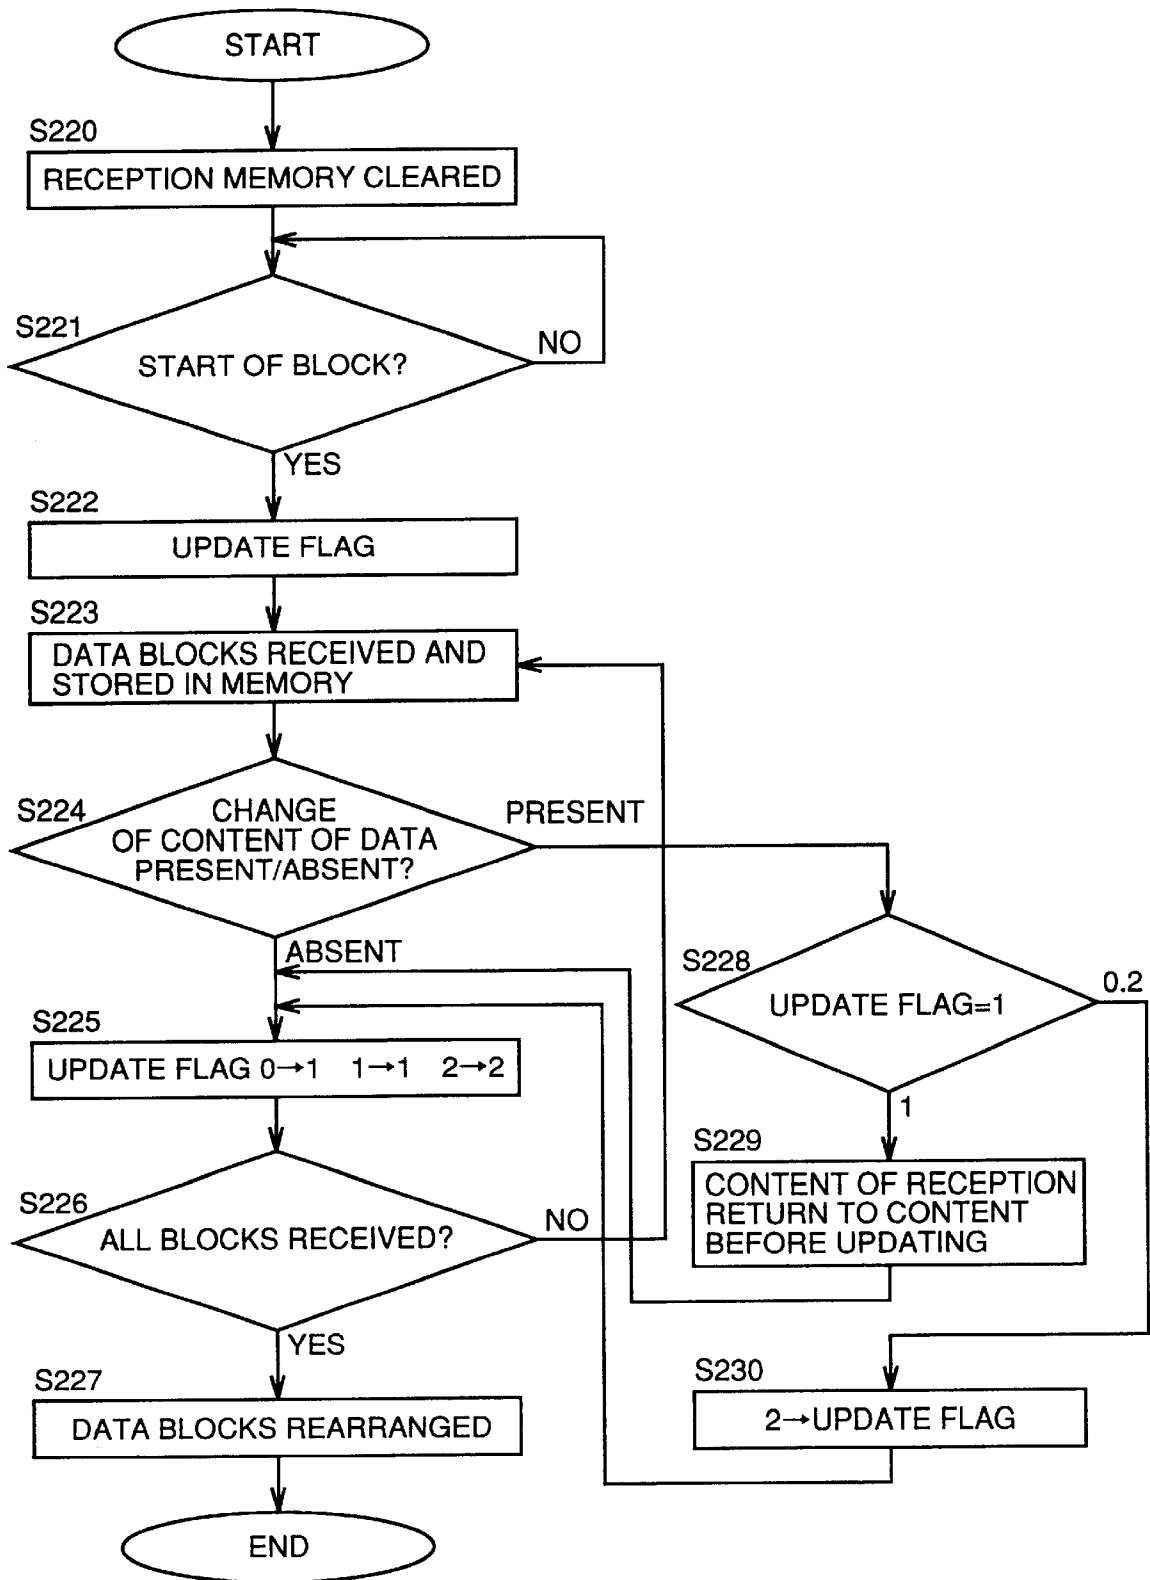 START
S220
RECEPTION MEMORY CLEARED
S221
START OF BLOCK?
NO
YES
S222
UPDATE FLAG
S223
DATA BLOCKS RECEIVED AND
STORED IN MEMORY
S224
CHANGE
OF CONTENT OF DATA
PRESENT/ABSENT?
PRESENT
ABSENT
S225
UPDATE FLAG 0→1 1→1 2→2
S226
ALL BLOCKS RECEIVED?
NO
YES
S227
DATA BLOCKS REARRANGED
END
S228
UPDATE FLAG=1
0.2
1
S229
CONTENT OF RECEPTION
RETURN TO CONTENT
BEFORE UPDATING
S230
2→UPDATE FLAG